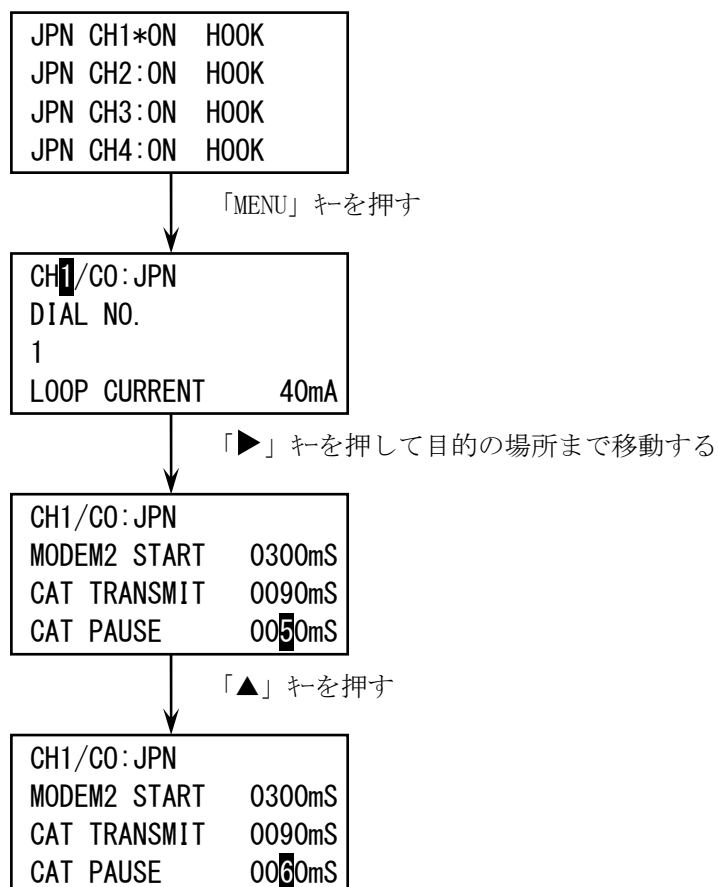 JPN CH1*ON HOOK
JPN CH2:ON HOOK
JPN CH3:ON HOOK
JPN CH4:ON HOOK
「MENU」キーを押す
CH1/CO:JPN
DIAL NO.
1
LOOP CURRENT 40mA
「▶」キーを押して目的の場所まで移動する
CH1/CO:JPN
MODEM2 START 0300mS
CAT TRANSMIT 0090mS
CAT PAUSE 0050mS
「▲」キーを押す
CH1/CO:JPN
MODEM2 START 0300mS
CAT TRANSMIT 0090mS
CAT PAUSE 0060mS